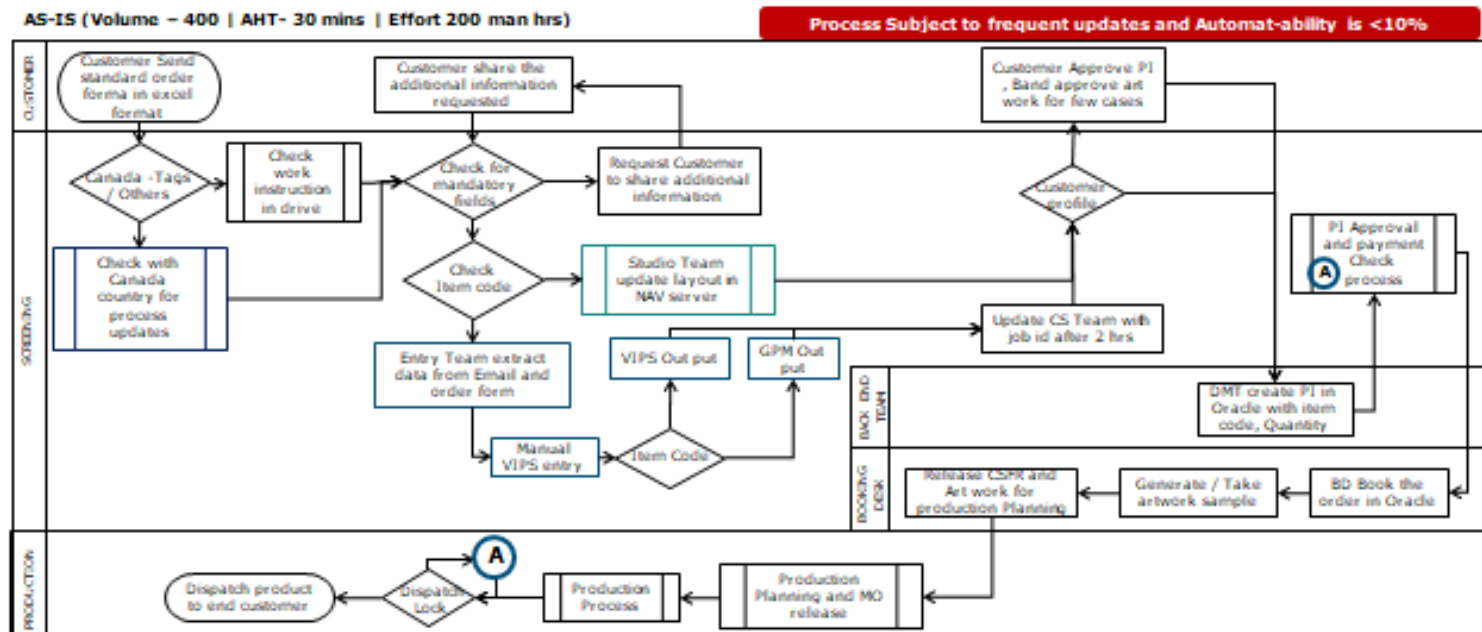 AS-IS (Volume – 400 | AHT- 30 mins | Effort 200 man hrs)
Process Subject to frequent updates and Automat-ability is <10%
CUSTOMER
Customer Send
standard order
forma in excel
format
Customer share the
additional information
requested
Customer Approve PI
, Band approve art
work for few cases
SCREENING
Canada -Tags
/ Others
Check
work
instruction
in drive
Check for
mandatory
fields
Request Customer
to share additional
information
Customer
profile
PI Approval
and payment
Check
A
process
Check with
Canada
country for
process
updates
Check
Item code
Studio Team
update layout in
NAV server
Update CS Team with
job id after 2 hrs
Entry Team extract
data from Email and
order form
VIPS Out put
GPM Out
put
Manual
VIPS entry
Item Code
BACK END
TEAM
DMT create PI in
Oracle with item
code, Quantity
BOOKING
DESK
Release CSFR and
Art work for
production Planning
Generate / Take
artwork sample
BD Book the
order in Oracle
PRODUCTION
Dispatch product
to end customer
Dispatch
Lock
A
Production
Process
Production
Planning and MO
release